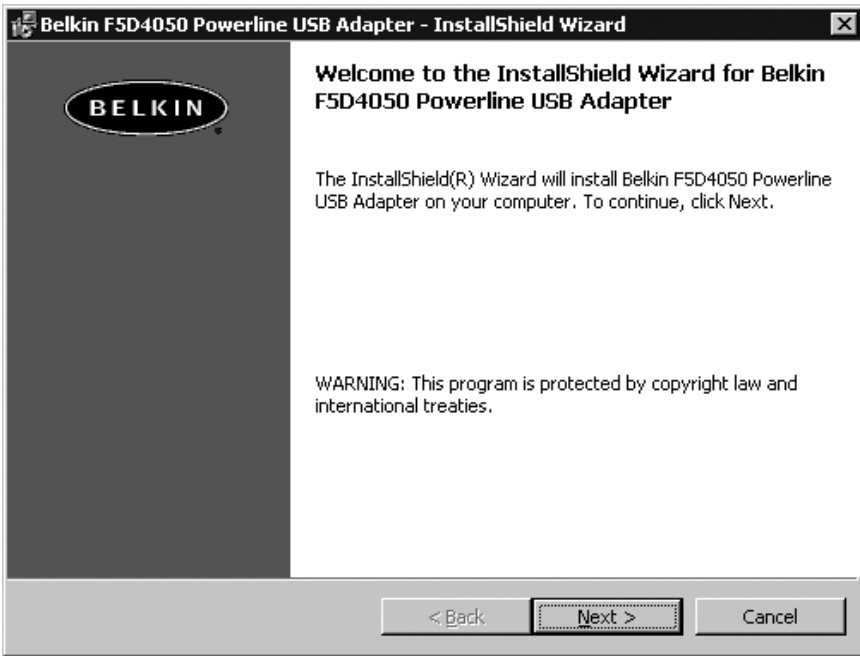 Belkin F5D4050 Powerline USB Adapter - InstallShield Wizard
BELKIN
Welcome to the InstallShield Wizard for Belkin
F5D4050 Powerline USB Adapter
The InstallShield(R) Wizard will install Belkin F5D4050 Powerline
USB Adapter on your computer. To continue, click Next.
WARNING: This program is protected by copyright law and
international treaties.
< Back
Next >
Cancel